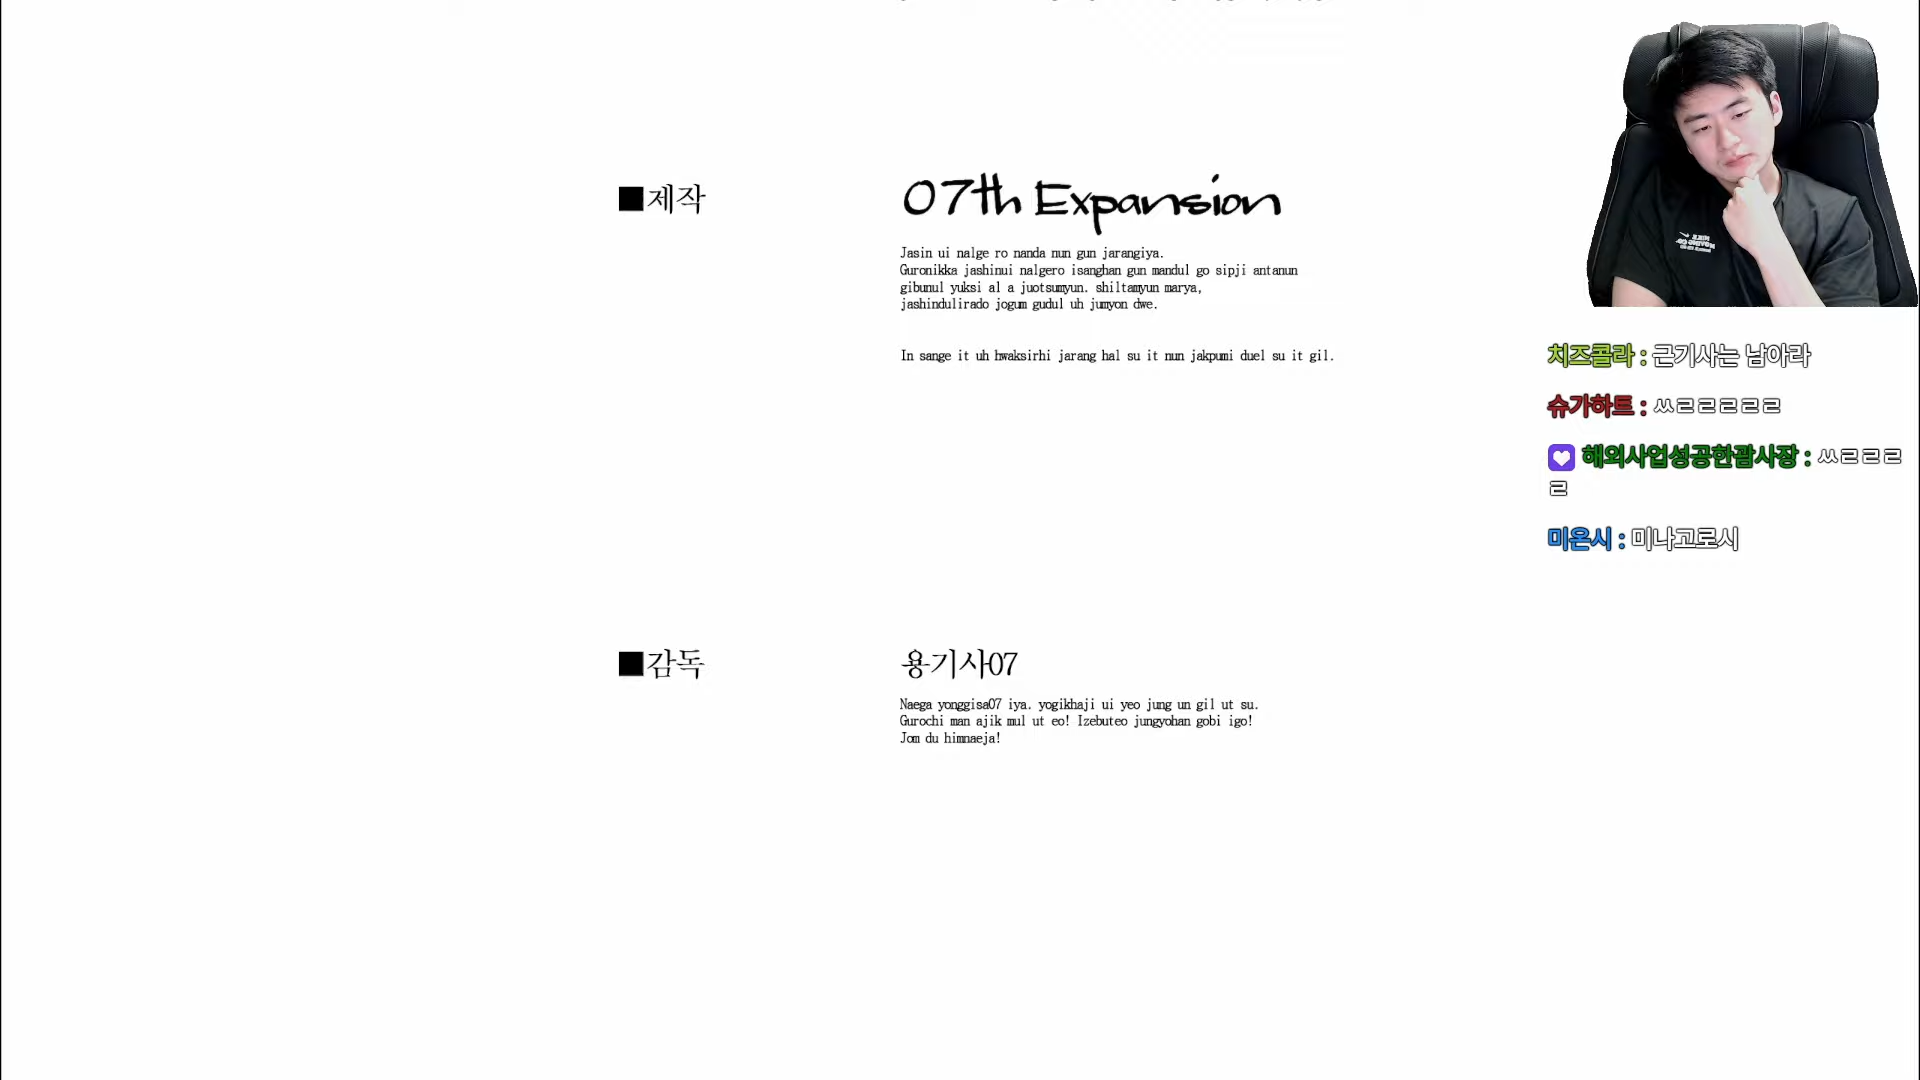 ■제작
07th Expansion
Jasin ui nalge ro nanda nun gun jarangiya.
Guronikka jashinui nalgero isanghan gun mandul go sipji antanun
gibunul yuksi al a juotsumyun. shiltamyun marya,
jashindulirado jogum gudul uh jumyon dwe.
In sange it uh hwaksirhi jarang hal su it nun jakpumi duel su it gil.
■감독
용기사07
Naega yonggisa07 iya. yogikhaji ui yeo jung un gil ut su.
Gurochi man ajik mul ut eo! Izebuteo jungyohan gobi igo!
Jom du himnaeja!
치즈콜라 : 근기사는 남아라
슈가하트 : ㅆㄹㄹㄹㄹㄹ
해외사업성공한괌사장 : ㅆㄹㄹㄹ
ㄹ
미온시 : 미나고로시